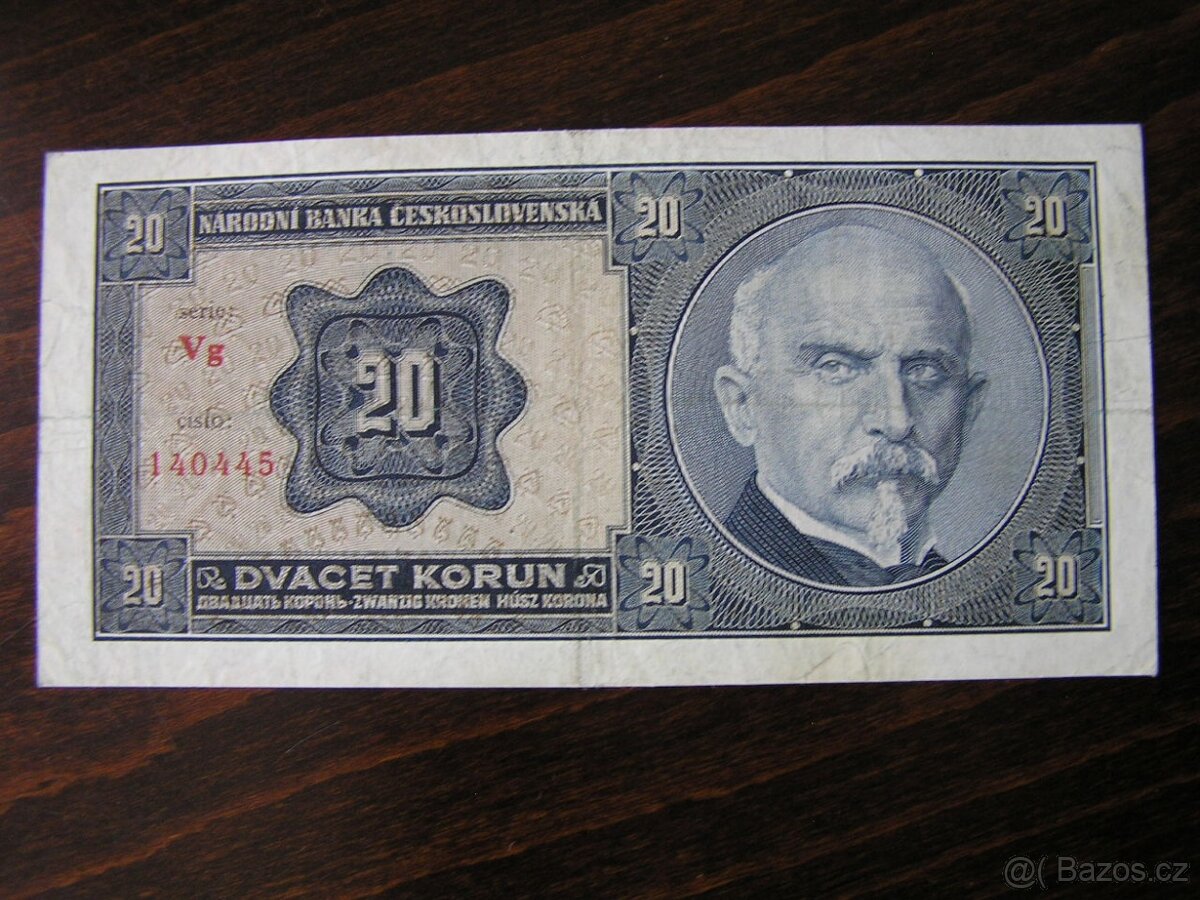 20
NÁRODNÍ BANKA ČESKOSLOVENSKÁ
20
20
serie:
Vg
20
číslo:
140445
20
DVACET KORUN
ДВАДЦАТЬ КОРОНЬ - ZWANZIG KRONEN HÚSZ KORONA
20
20
@( Bazos.cz